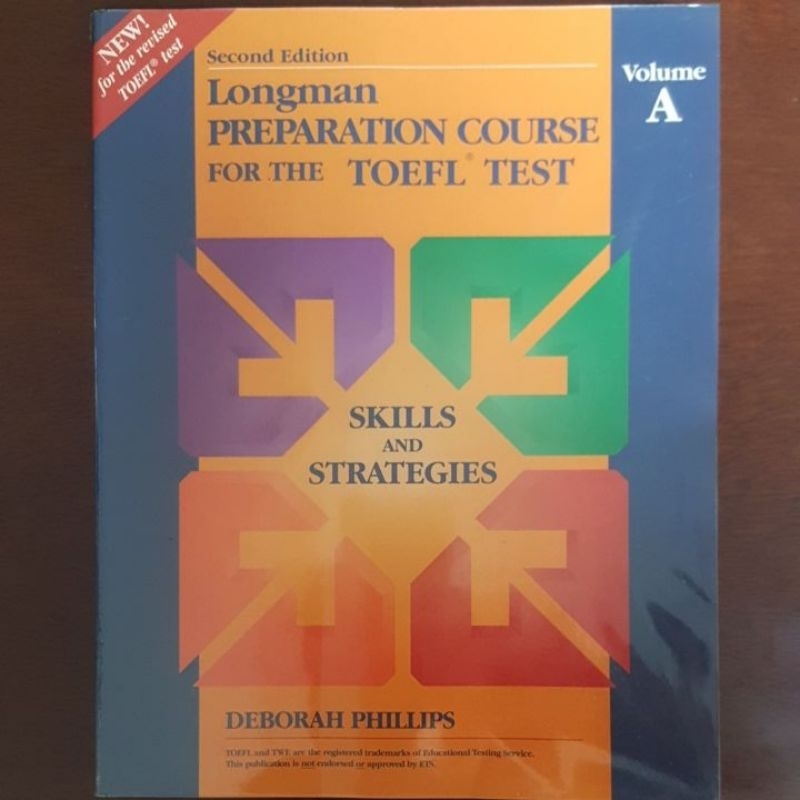 NEW!
for the revised
TOEFL® test
Second Edition
Longman
PREPARATION COURSE
FOR THE TOEFL® TEST
Volume
A
SKILLS
AND
STRATEGIES
DEBORAH PHILLIPS
TOEFL and TWE are the registered trademarks of Educational Testing Service.
This publication is not endorsed or approved by ETS.